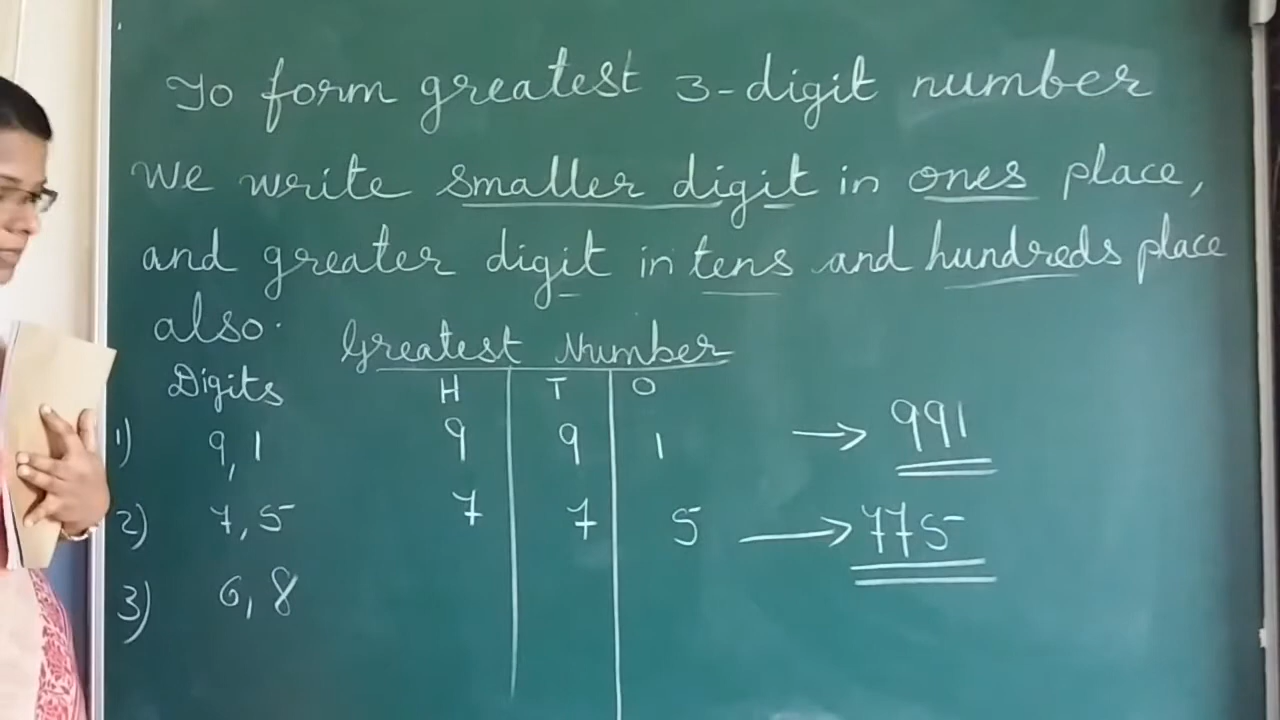 To form greatest 3-digit number
we write smaller digit in ones place,
and greater digit in tens and hundreds place
also.
Greatest Number
Digits H T O
1) 9,1 9 9 1 → 991
2) 7,5 7 7 5 → 775
3) 6,8